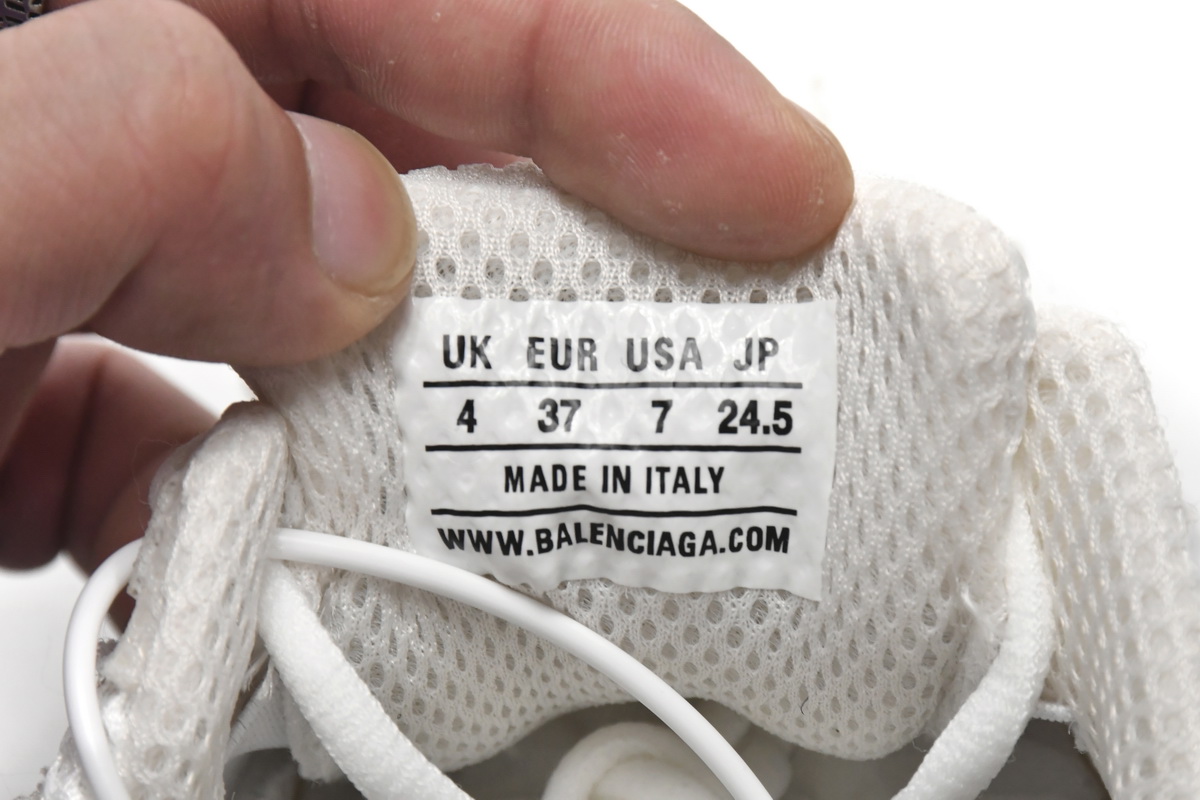 UK EUR USA JP
4 37 7 24.5
MADE IN ITALY
WWW.BALENCIAGA.COM